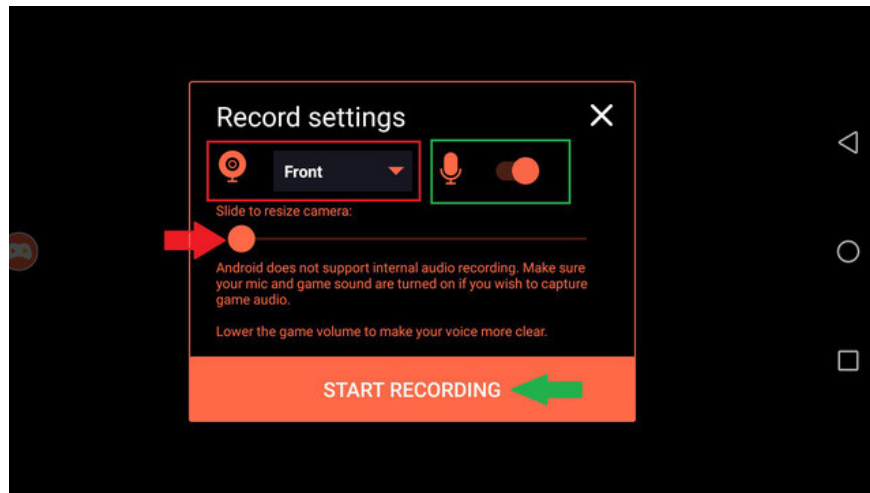 Record settings
Front
Slide to resize camera:
Android does not support internal audio recording. Make sure
your mic and game sound are turned on if you wish to capture
game audio.
Lower the game volume to make your voice more clear.
START RECORDING